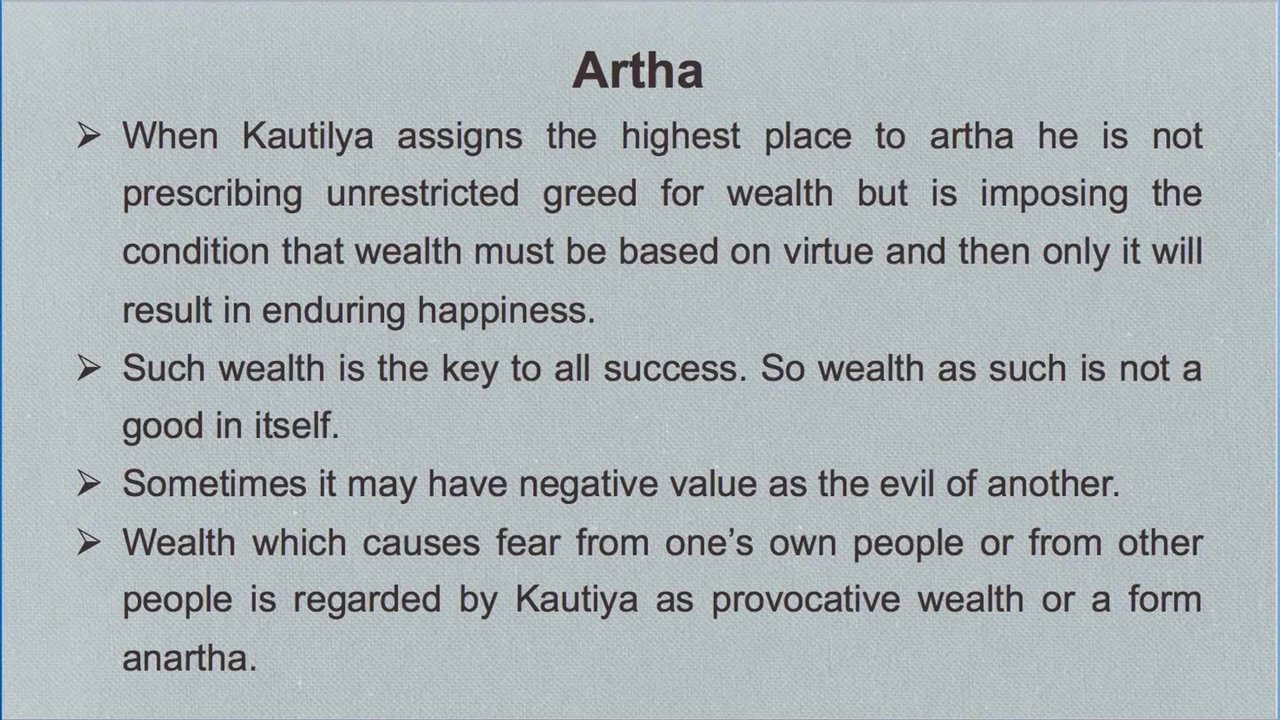 Artha
➢ When Kautilya assigns the highest place to artha he is not
prescribing unrestricted greed for wealth but is imposing the
condition that wealth must be based on virtue and then only it will
result in enduring happiness.
➢ Such wealth is the key to all success. So wealth as such is not a
good in itself.
➢ Sometimes it may have negative value as the evil of another.
➢ Wealth which causes fear from one’s own people or from other
people is regarded by Kautiya as provocative wealth or a form
anartha.